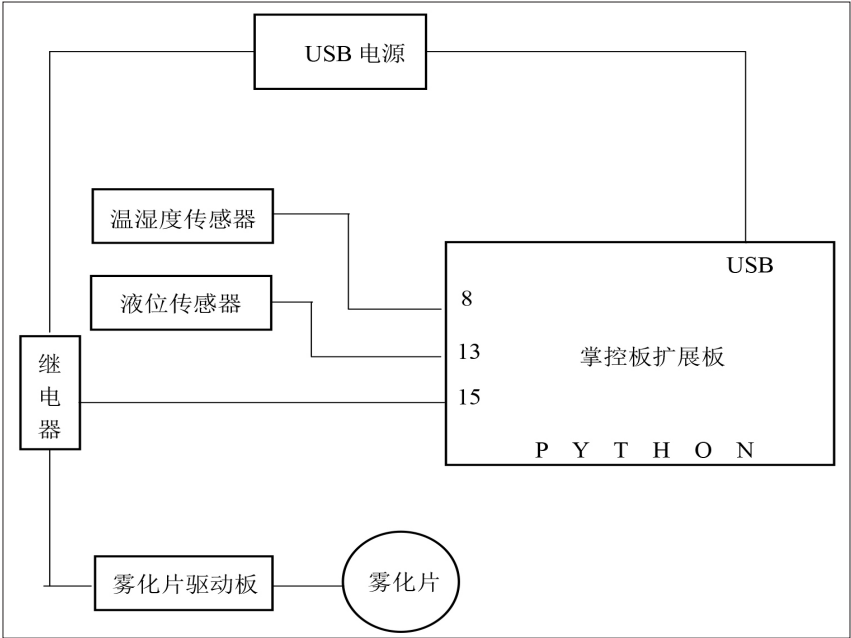 USB 电源
温湿度传感器
USB
8
液位传感器
继电器
13
掌控板扩展板
15
P Y T H O N
雾化片驱动板
雾化片